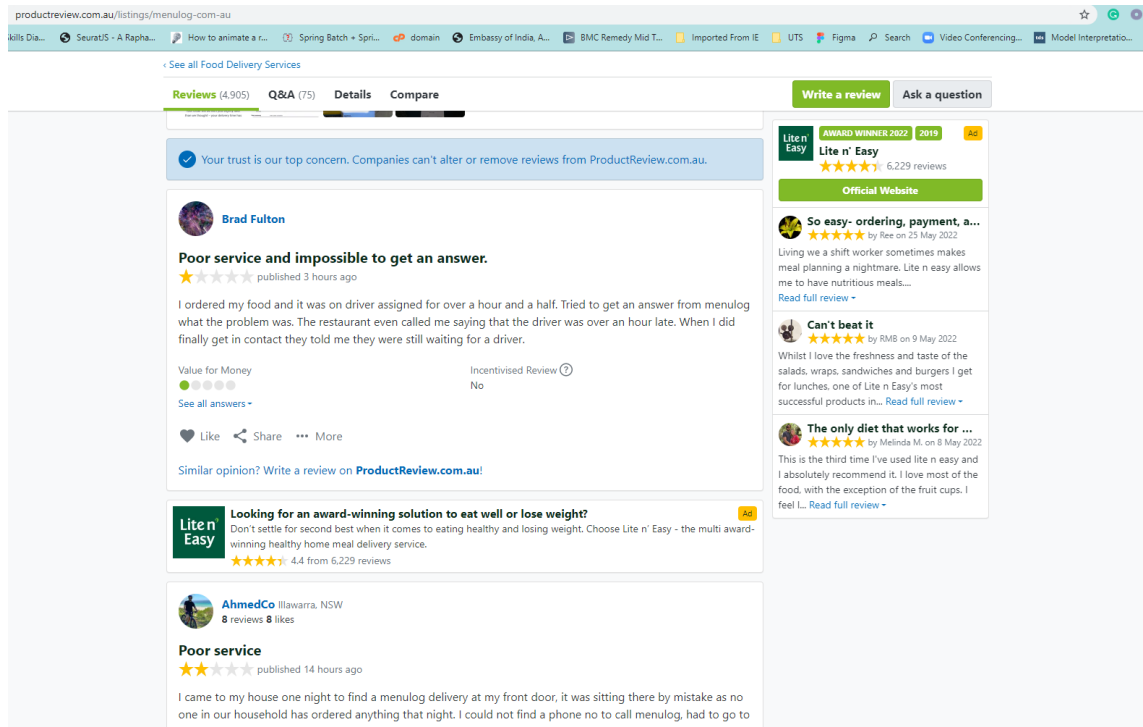 productreview.com.au/listings/menulog-com-au
kills Dia... SeuratJS - A Rapha... How to animate a r... Spring Batch + Spri... domain Embassy of India, A... BMC Remedy Mid T... Imported From IE UTS Figma Search Video Conferencing... Model Interpretatio...
‹ See all Food Delivery Services
Reviews (4,905) Q&A (75) Details Compare
Write a review Ask a question
Your trust is our top concern. Companies can't alter or remove reviews from ProductReview.com.au.
Brad Fulton
Poor service and impossible to get an answer.
published 3 hours ago
I ordered my food and it was on driver assigned for over a hour and a half. Tried to get an answer from menulog
what the problem was. The restaurant even called me saying that the driver was over an hour late. When I did
finally get in contact they told me they were still waiting for a driver.
Value for Money Incentivised Review ?
No
See all answers
Like Share ••• More
Similar opinion? Write a review on ProductReview.com.au!
Lite n' Easy
Looking for an award-winning solution to eat well or lose weight? Ad
Don't settle for second best when it comes to eating healthy and losing weight. Choose Lite n' Easy - the multi award-
winning healthy home meal delivery service.
4.4 from 6,229 reviews
AhmedCo Illawarra, NSW
8 reviews 8 likes
Poor service
published 14 hours ago
I came to my house one night to find a menulog delivery at my front door, it was sitting there by mistake as no
one in our household has ordered anything that night. I could not find a phone no to call menulog, had to go to
Lite n' Easy
AWARD WINNER 2022 2019 Ad
Lite n' Easy
6,229 reviews
Official Website
So easy- ordering, payment, a...
by Ree on 25 May 2022
Living we a shift worker sometimes makes
meal planning a nightmare. Lite n easy allows
me to have nutritious meals....
Read full review
Can't beat it
by RMB on 9 May 2022
Whilst I love the freshness and taste of the
salads, wraps, sandwiches and burgers I get
for lunches, one of Lite n Easy's most
successful products in... Read full review
The only diet that works for ...
by Melinda M. on 8 May 2022
This is the third time I've used lite n easy and
I absolutely recommend it. I love most of the
food, with the exception of the fruit cups. I
feel I... Read full review